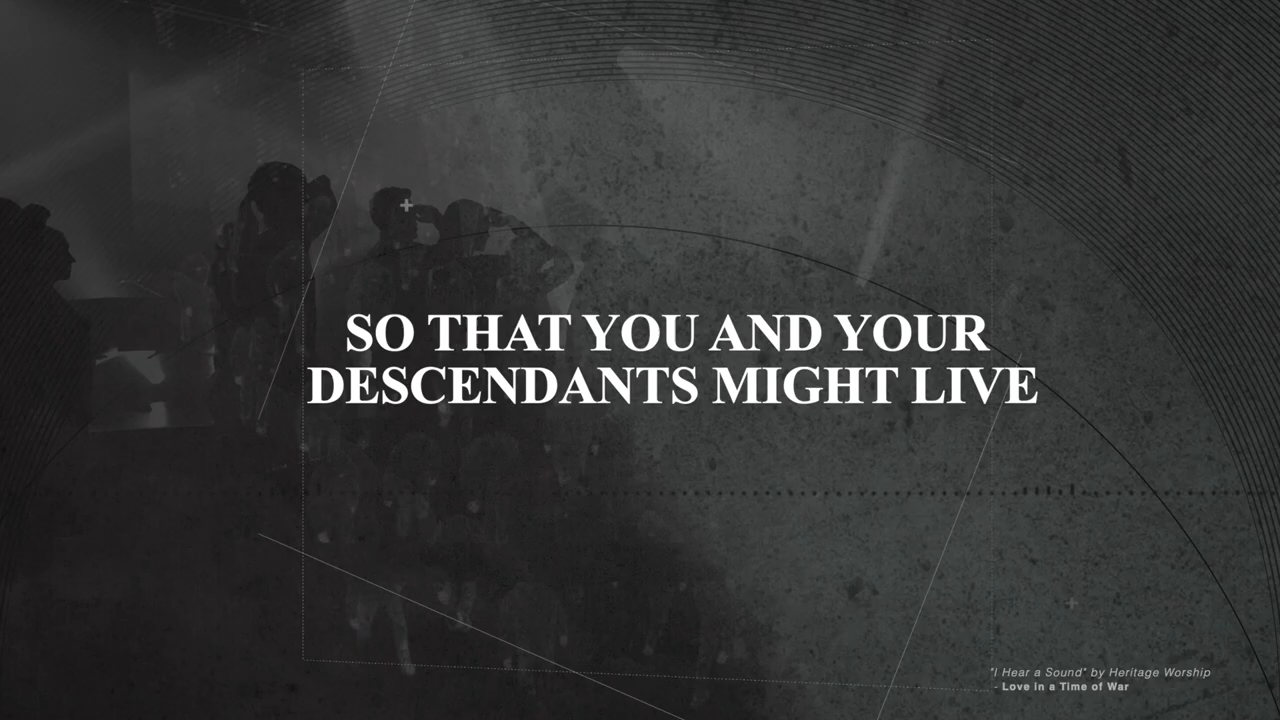 SO THAT YOU AND YOUR
DESCENDANTS MIGHT LIVE
"I Hear a Sound" by Heritage Worship
- Love in a Time of War